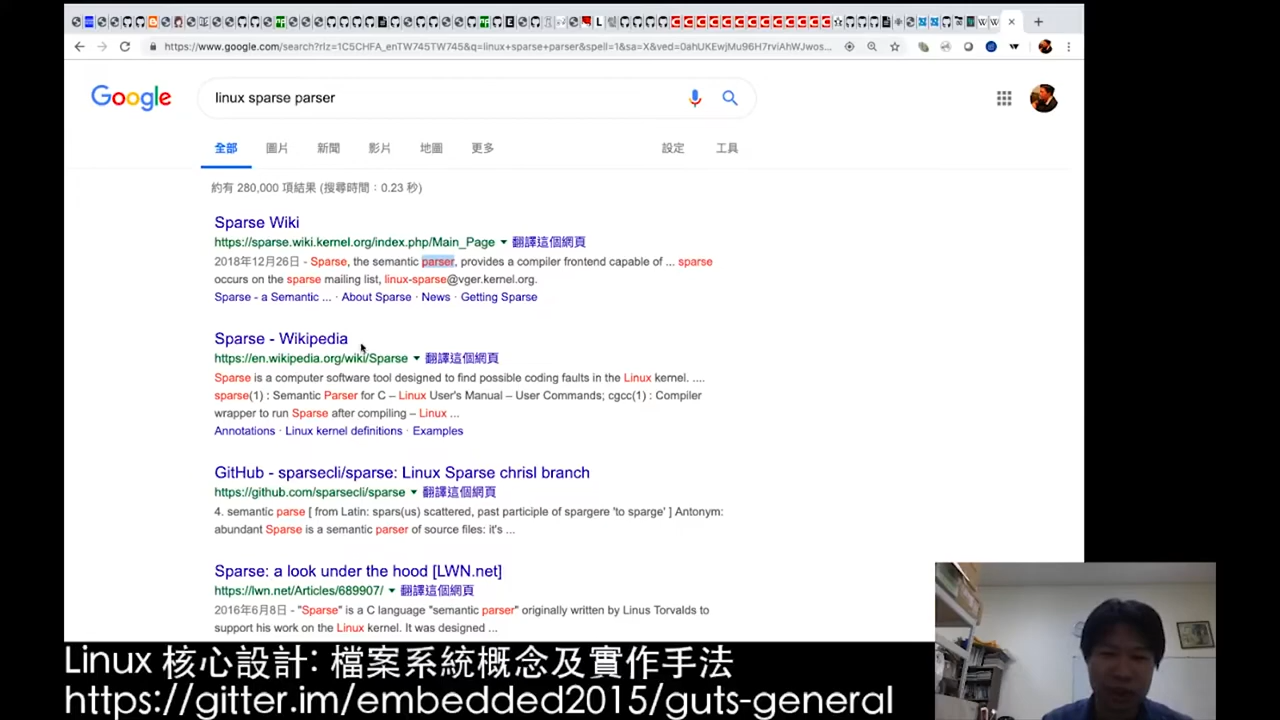 https://www.google.com/search?rlz=1C5CHFA_enTW745TW745&q=linux+sparse+parser&spell=1&sa=X&ved=0ahUKEwjMu96H7rviAhWJwos...
Google
linux sparse parser
全部 圖片 新聞 影片 地圖 更多 設定 工具
約有 280,000 項結果 (搜尋時間：0.23 秒)
Sparse Wiki
https://sparse.wiki.kernel.org/index.php/Main_Page ▼ 翻譯這個網頁
2018年12月26日 - Sparse, the semantic parser, provides a compiler frontend capable of ... sparse
occurs on the sparse mailing list, linux-sparse@vger.kernel.org.
Sparse - a Semantic ... · About Sparse · News · Getting Sparse
Sparse - Wikipedia
https://en.wikipedia.org/wiki/Sparse ▼ 翻譯這個網頁
Sparse is a computer software tool designed to find possible coding faults in the Linux kernel. ....
sparse(1) : Semantic Parser for C – Linux User's Manual – User Commands; cgcc(1) : Compiler
wrapper to run Sparse after compiling – Linux ...
Annotations · Linux kernel definitions · Examples
GitHub - sparsecli/sparse: Linux Sparse chrisl branch
https://github.com/sparsecli/sparse ▼ 翻譯這個網頁
4. semantic parse [ from Latin: spars(us) scattered, past participle of spargere 'to sparge' ] Antonym:
abundant Sparse is a semantic parser of source files: it's ...
Sparse: a look under the hood [LWN.net]
https://lwn.net/Articles/689907/ ▼ 翻譯這個網頁
2016年6月8日 - "Sparse" is a C language "semantic parser" originally written by Linus Torvalds to
support his work on the Linux kernel. It was designed ...
Linux 核心設計: 檔案系統概念及實作手法
https://gitter.im/embedded2015/guts-general